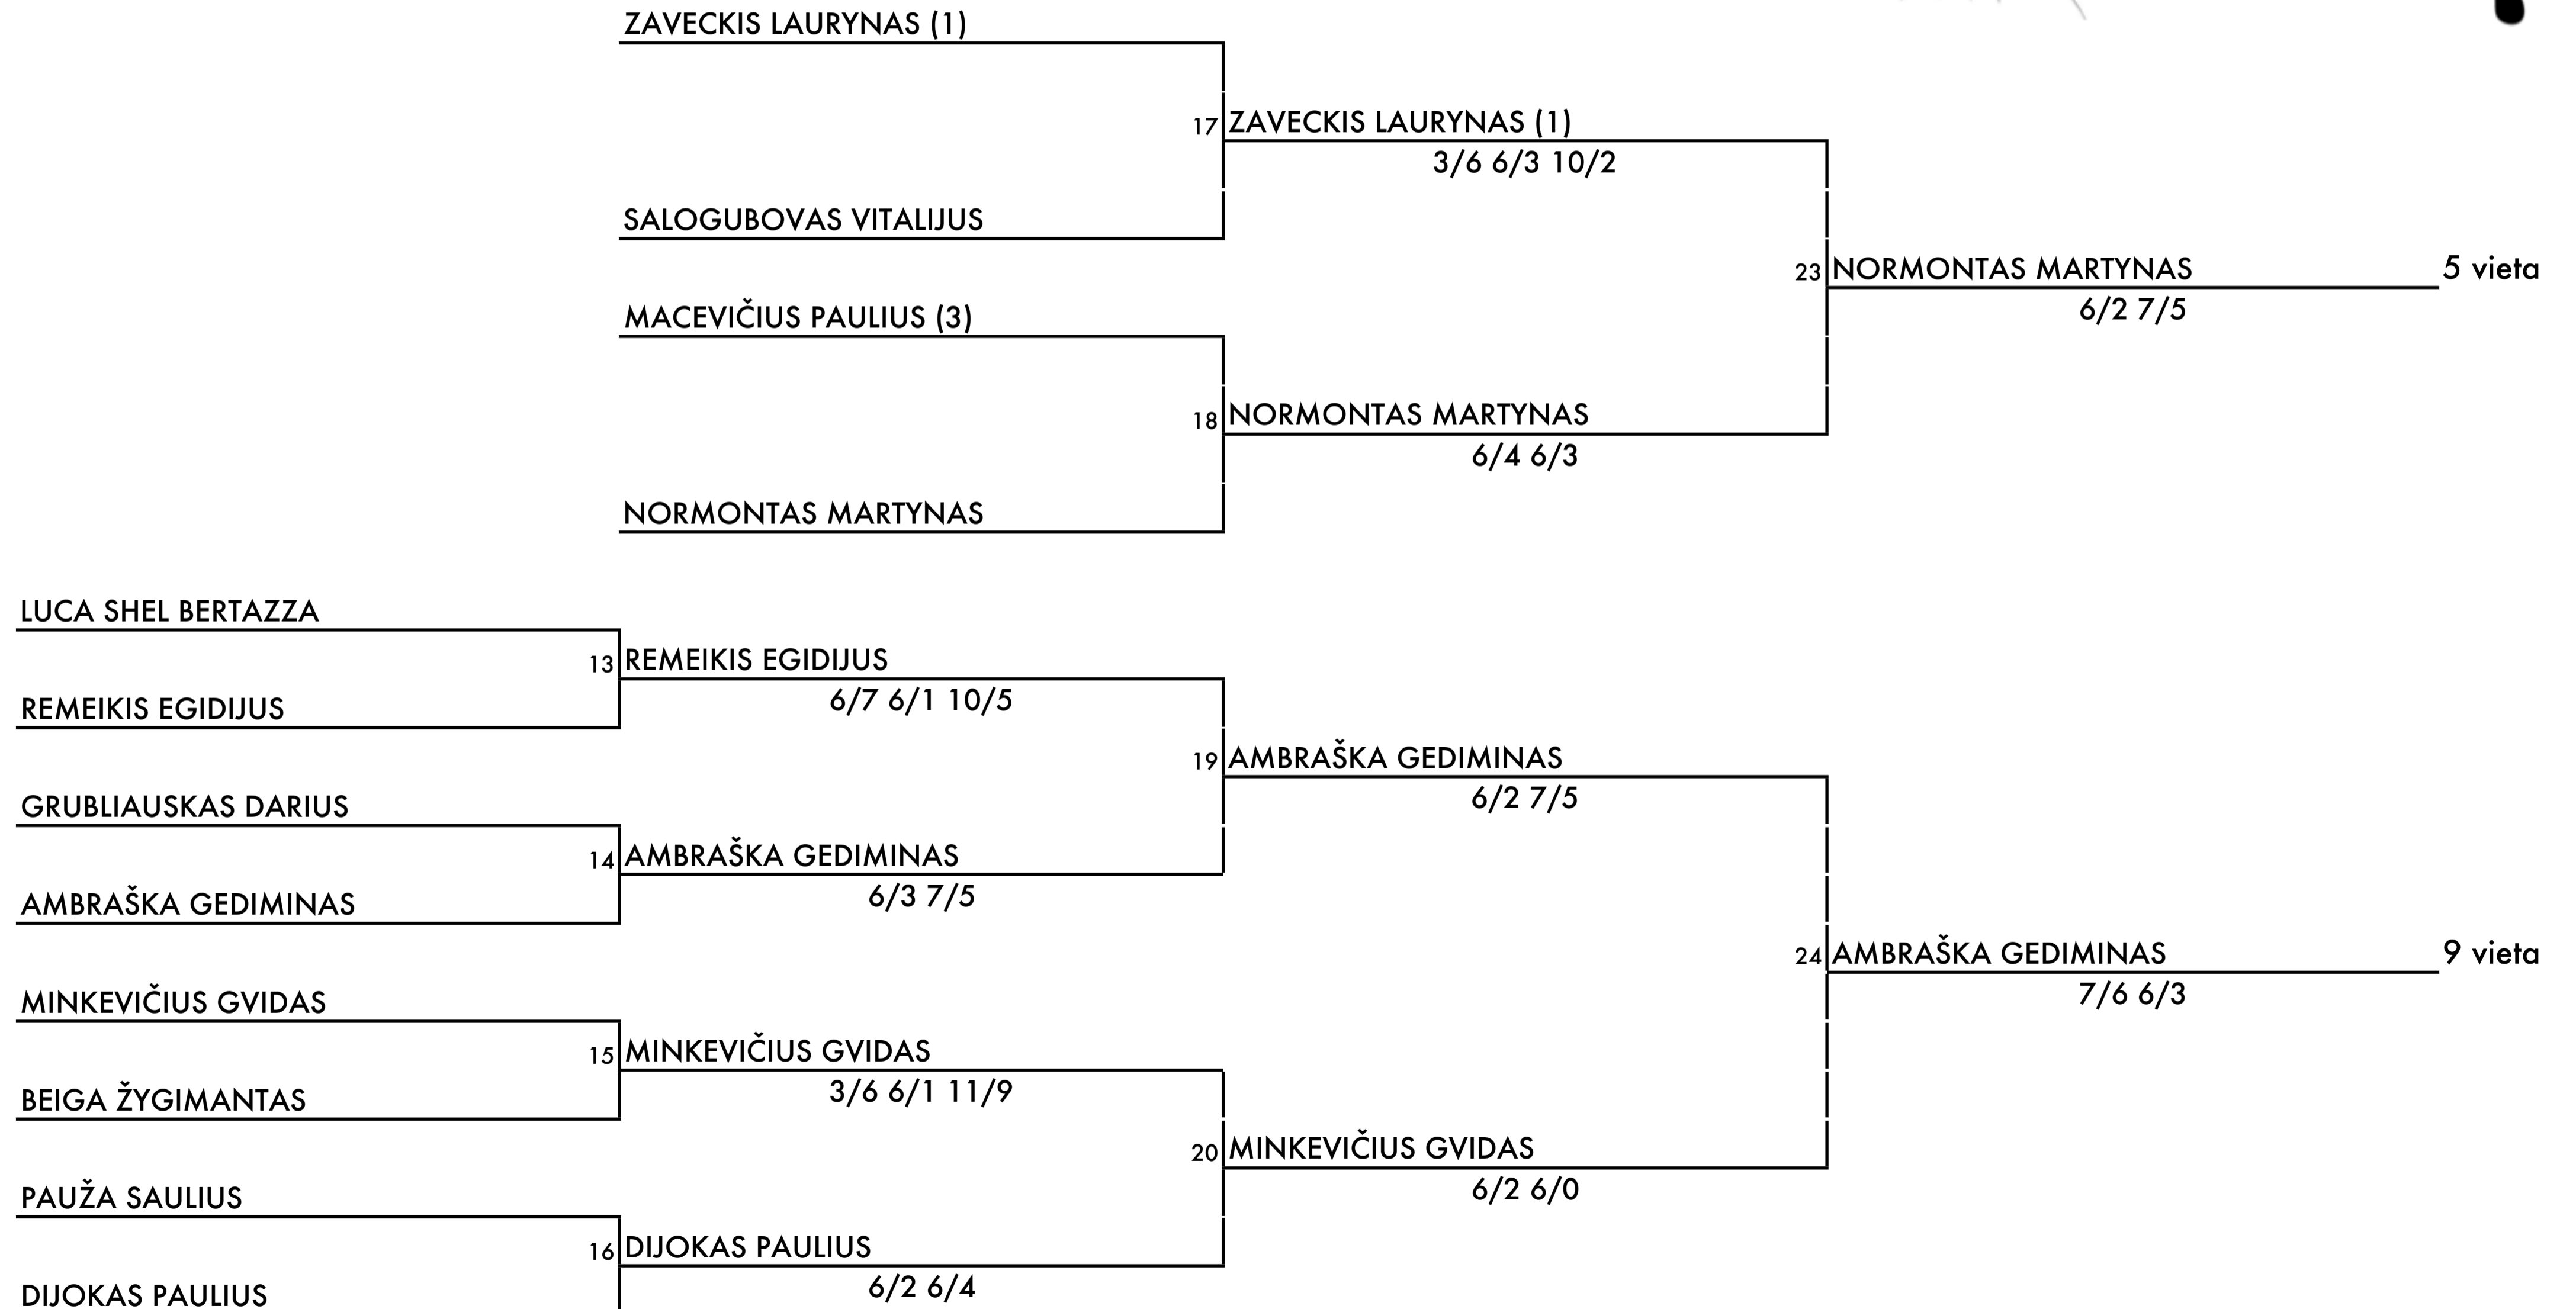 ZAVECKIS LAURYNAS (1)
17 ZAVECKIS LAURYNAS (1)
3/6 6/3 10/2
SALOGUBOVAS VITALIJUS
23 NORMONTAS MARTYNAS 5 vieta
6/2 7/5
MACEVIČIUS PAULIUS (3)
18 NORMONTAS MARTYNAS
6/4 6/3
NORMONTAS MARTYNAS
LUCA SHEL BERTAZZA
13 REMEIKIS EGIDIJUS
6/7 6/1 10/5
REMEIKIS EGIDIJUS
19 AMBRAŠKA GEDIMINAS
6/2 7/5
GRUBLIAUSKAS DARIUS
14 AMBRAŠKA GEDIMINAS
6/3 7/5
AMBRAŠKA GEDIMINAS
24 AMBRAŠKA GEDIMINAS 9 vieta
7/6 6/3
MINKEVIČIUS GVIDAS
15 MINKEVIČIUS GVIDAS
3/6 6/1 11/9
BEIGA ŽYGIMANTAS
20 MINKEVIČIUS GVIDAS
6/2 6/0
PAUŽA SAULIUS
16 DIJOKAS PAULIUS
6/2 6/4
DIJOKAS PAULIUS